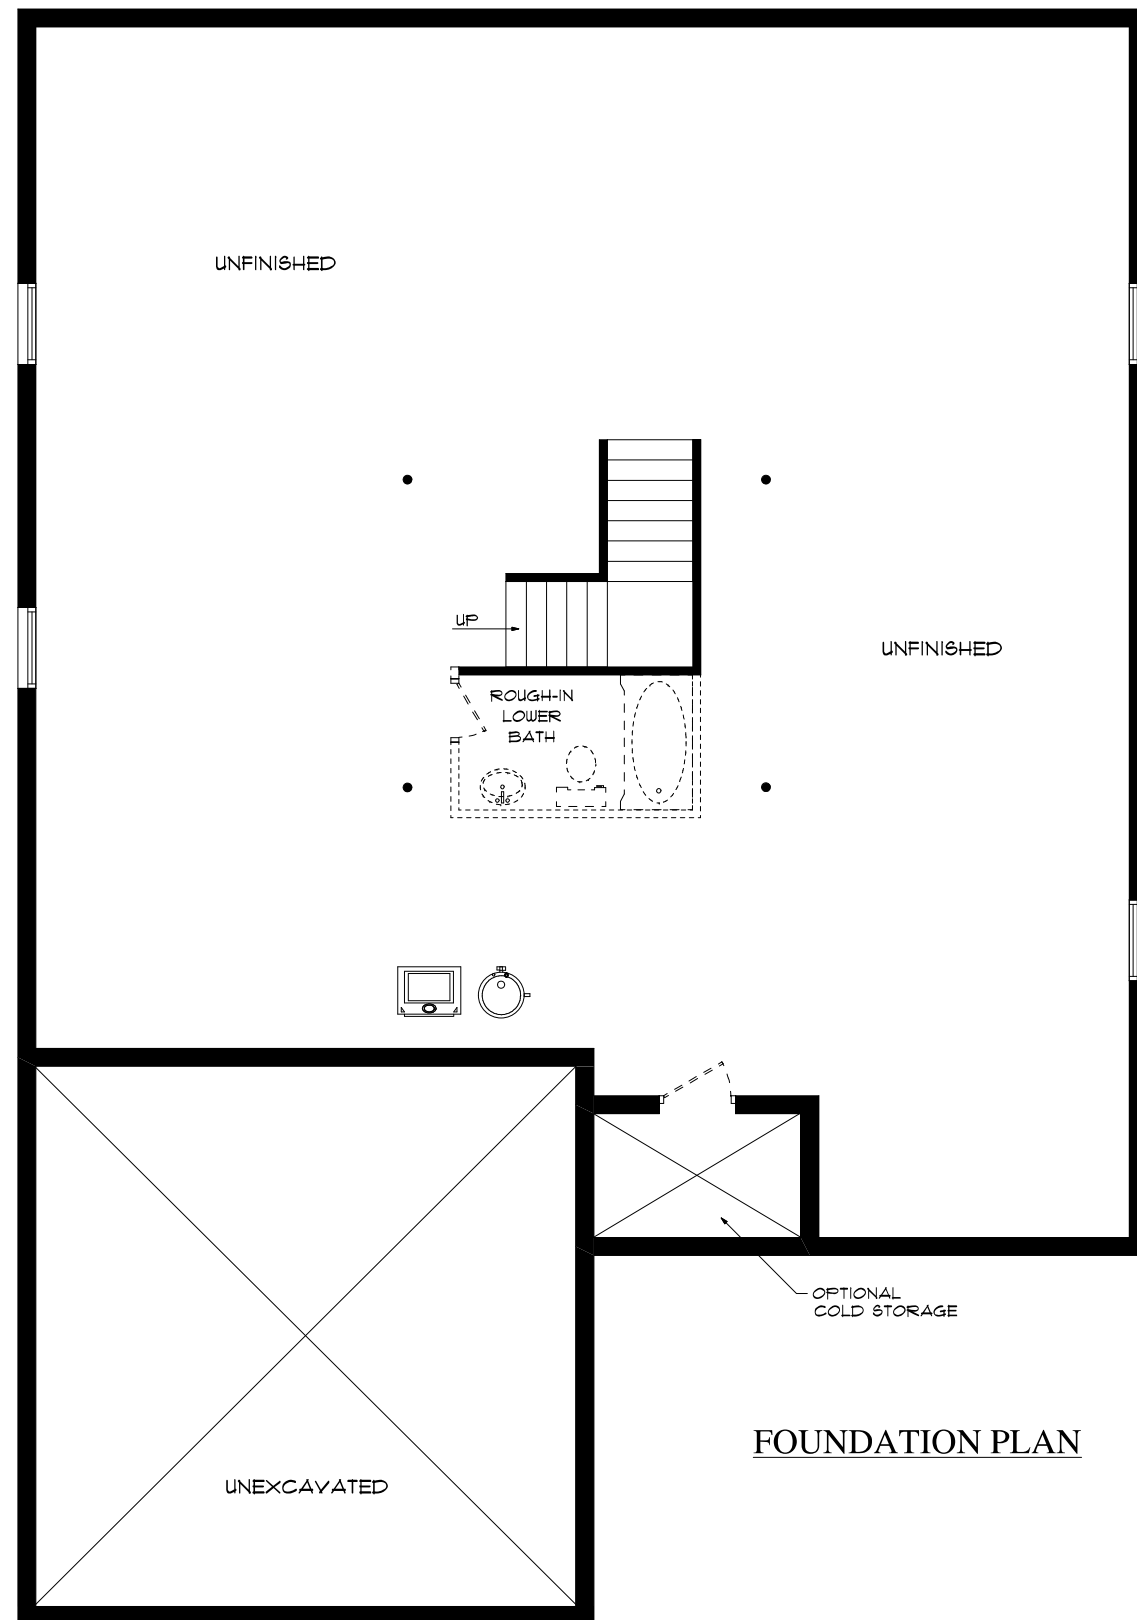 UNFINISHED
UP
UNFINISHED
ROUGH-IN
LOWER
BATH
OPTIONAL
COLD STORAGE
FOUNDATION PLAN
UNEXCAVATED